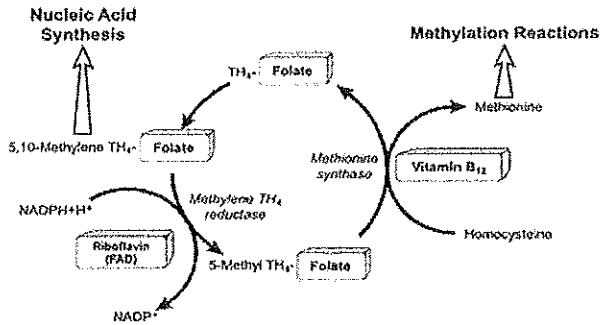 Nucleic Acid
Synthesis
Methylation Reactions
TH₄-Folate
Methionine
5,10-Methylene TH₄-Folate
Methionine
synthase
Vitamin B₁₂
NADPH+H⁺
Methylene TH₄
reductase
Riboflavin
(FAD)
Homocysteine
5-Methyl TH₄-Folate
NADP⁺